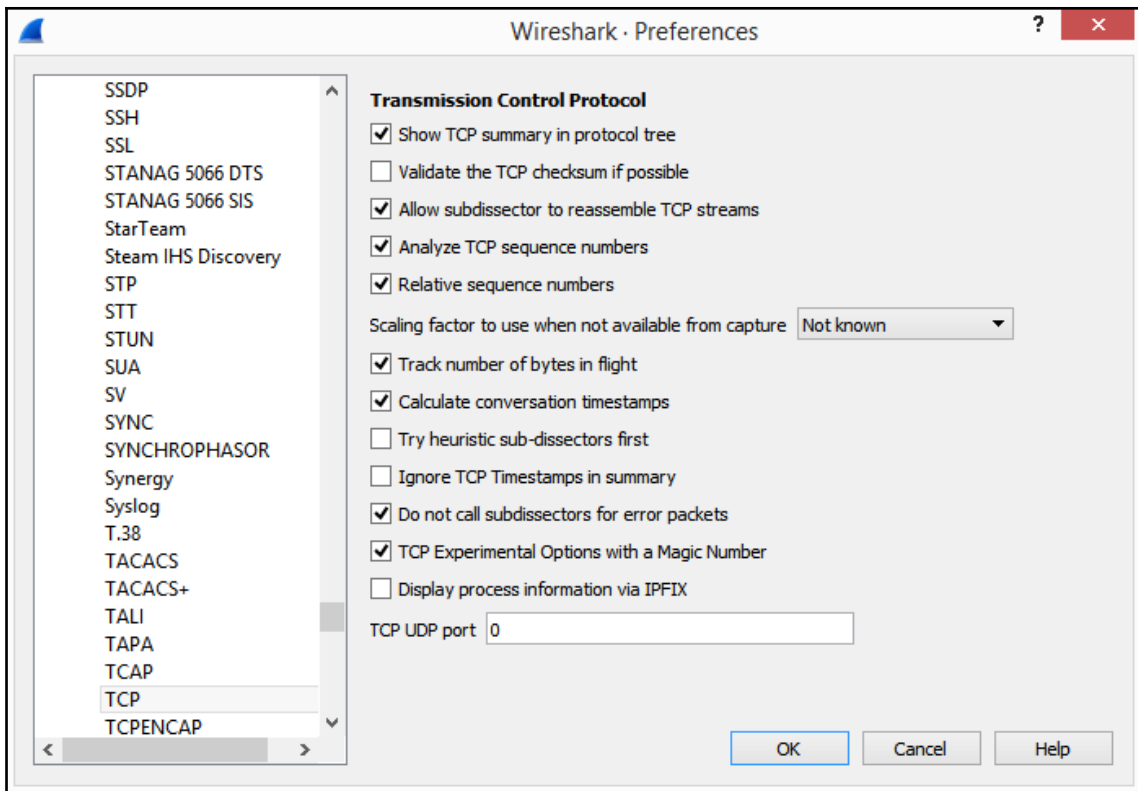 Wireshark · Preferences
?
SSDP
SSH
SSL
STANAG 5066 DTS
STANAG 5066 SIS
StarTeam
Steam IHS Discovery
STP
STT
STUN
SUA
SV
SYNC
SYNCHROPHASOR
Synergy
Syslog
T.38
TACACS
TACACS+
TALI
TAPA
TCAP
TCP
TCPENCAP
Transmission Control Protocol
Show TCP summary in protocol tree
Validate the TCP checksum if possible
Allow subdissector to reassemble TCP streams
Analyze TCP sequence numbers
Relative sequence numbers
Scaling factor to use when not available from capture Not known
Track number of bytes in flight
Calculate conversation timestamps
Try heuristic sub-dissectors first
Ignore TCP Timestamps in summary
Do not call subdissectors for error packets
TCP Experimental Options with a Magic Number
Display process information via IPFIX
TCP UDP port 0
OK Cancel Help